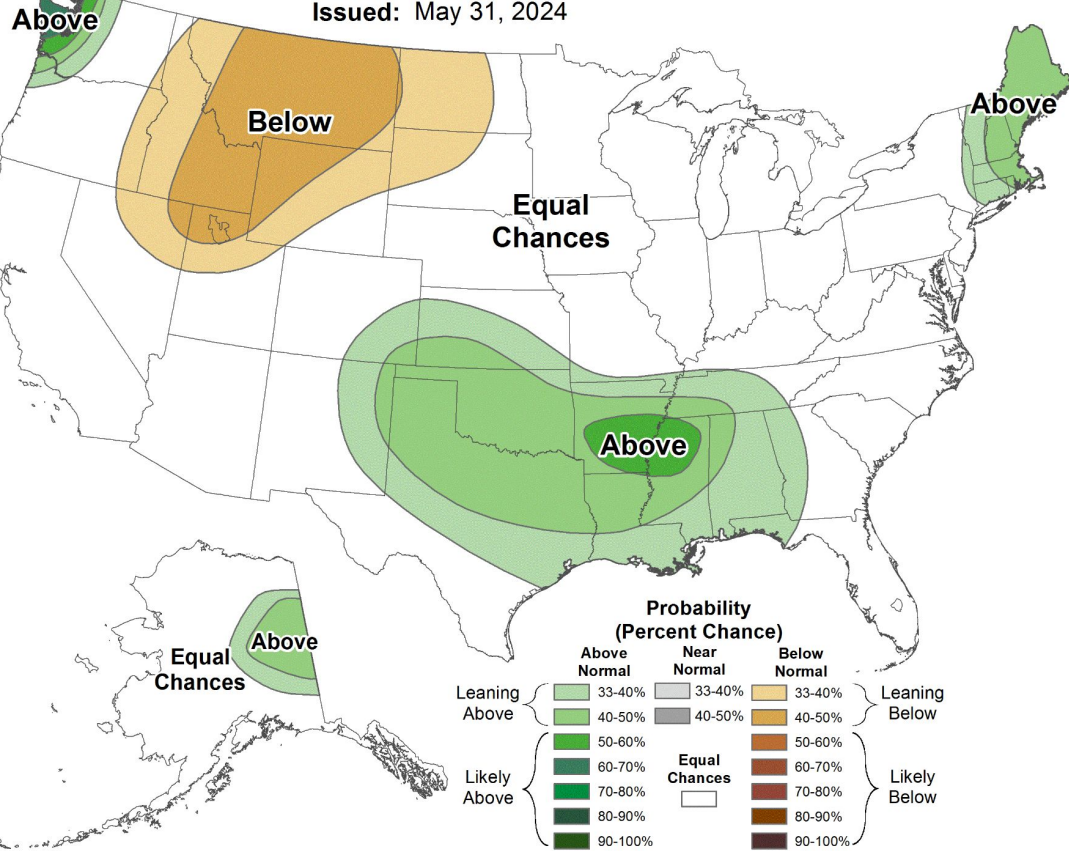 Issued: May 31, 2024
Above
Below
Above
Equal
Chances
Above
Above
Equal
Chances
Probability
(Percent Chance)
Above
Normal
Near
Normal
Below
Normal
Leaning
Above
33-40%
33-40%
33-40%
Leaning
Below
40-50%
40-50%
40-50%
Likely
Above
50-60%
50-60%
60-70%
Equal
Chances
60-70%
Likely
Below
70-80%
70-80%
80-90%
80-90%
90-100%
90-100%